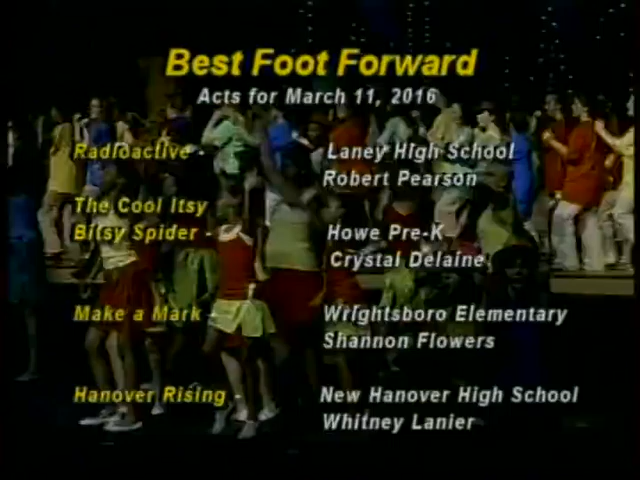 Best Foot Forward
Acts for March 11, 2016
Radioactive - Laney High School
Robert Pearson
The Cool Itsy
Bitsy Spider - Howe Pre-K
Crystal Delaine
Make a Mark - Wrightsboro Elementary
Shannon Flowers
Hanover Rising - New Hanover High School
Whitney Lanier